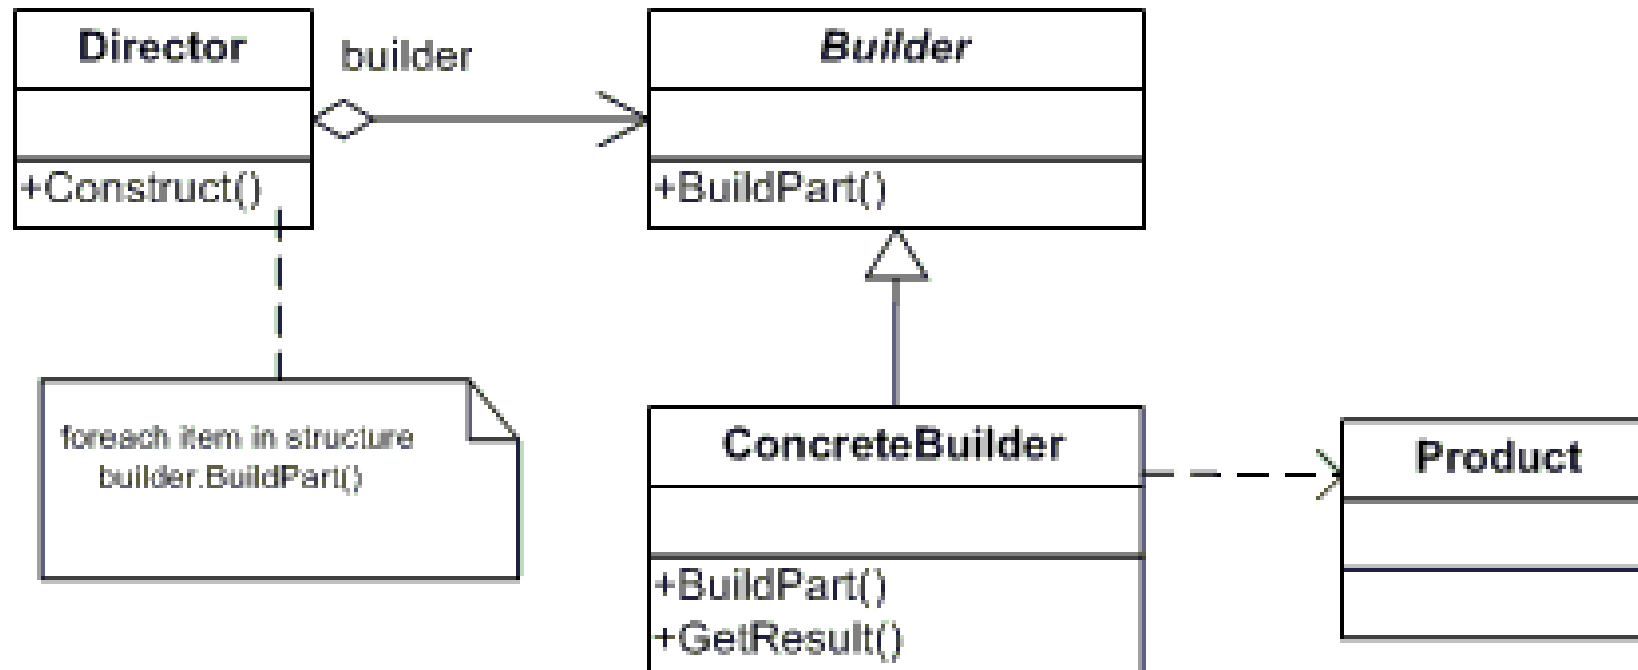 Director
builder
Builder
+Construct()
+BuildPart()
foreach item in structure
builder.BuildPart()
ConcreteBuilder
Product
+BuildPart()
+GetResult()